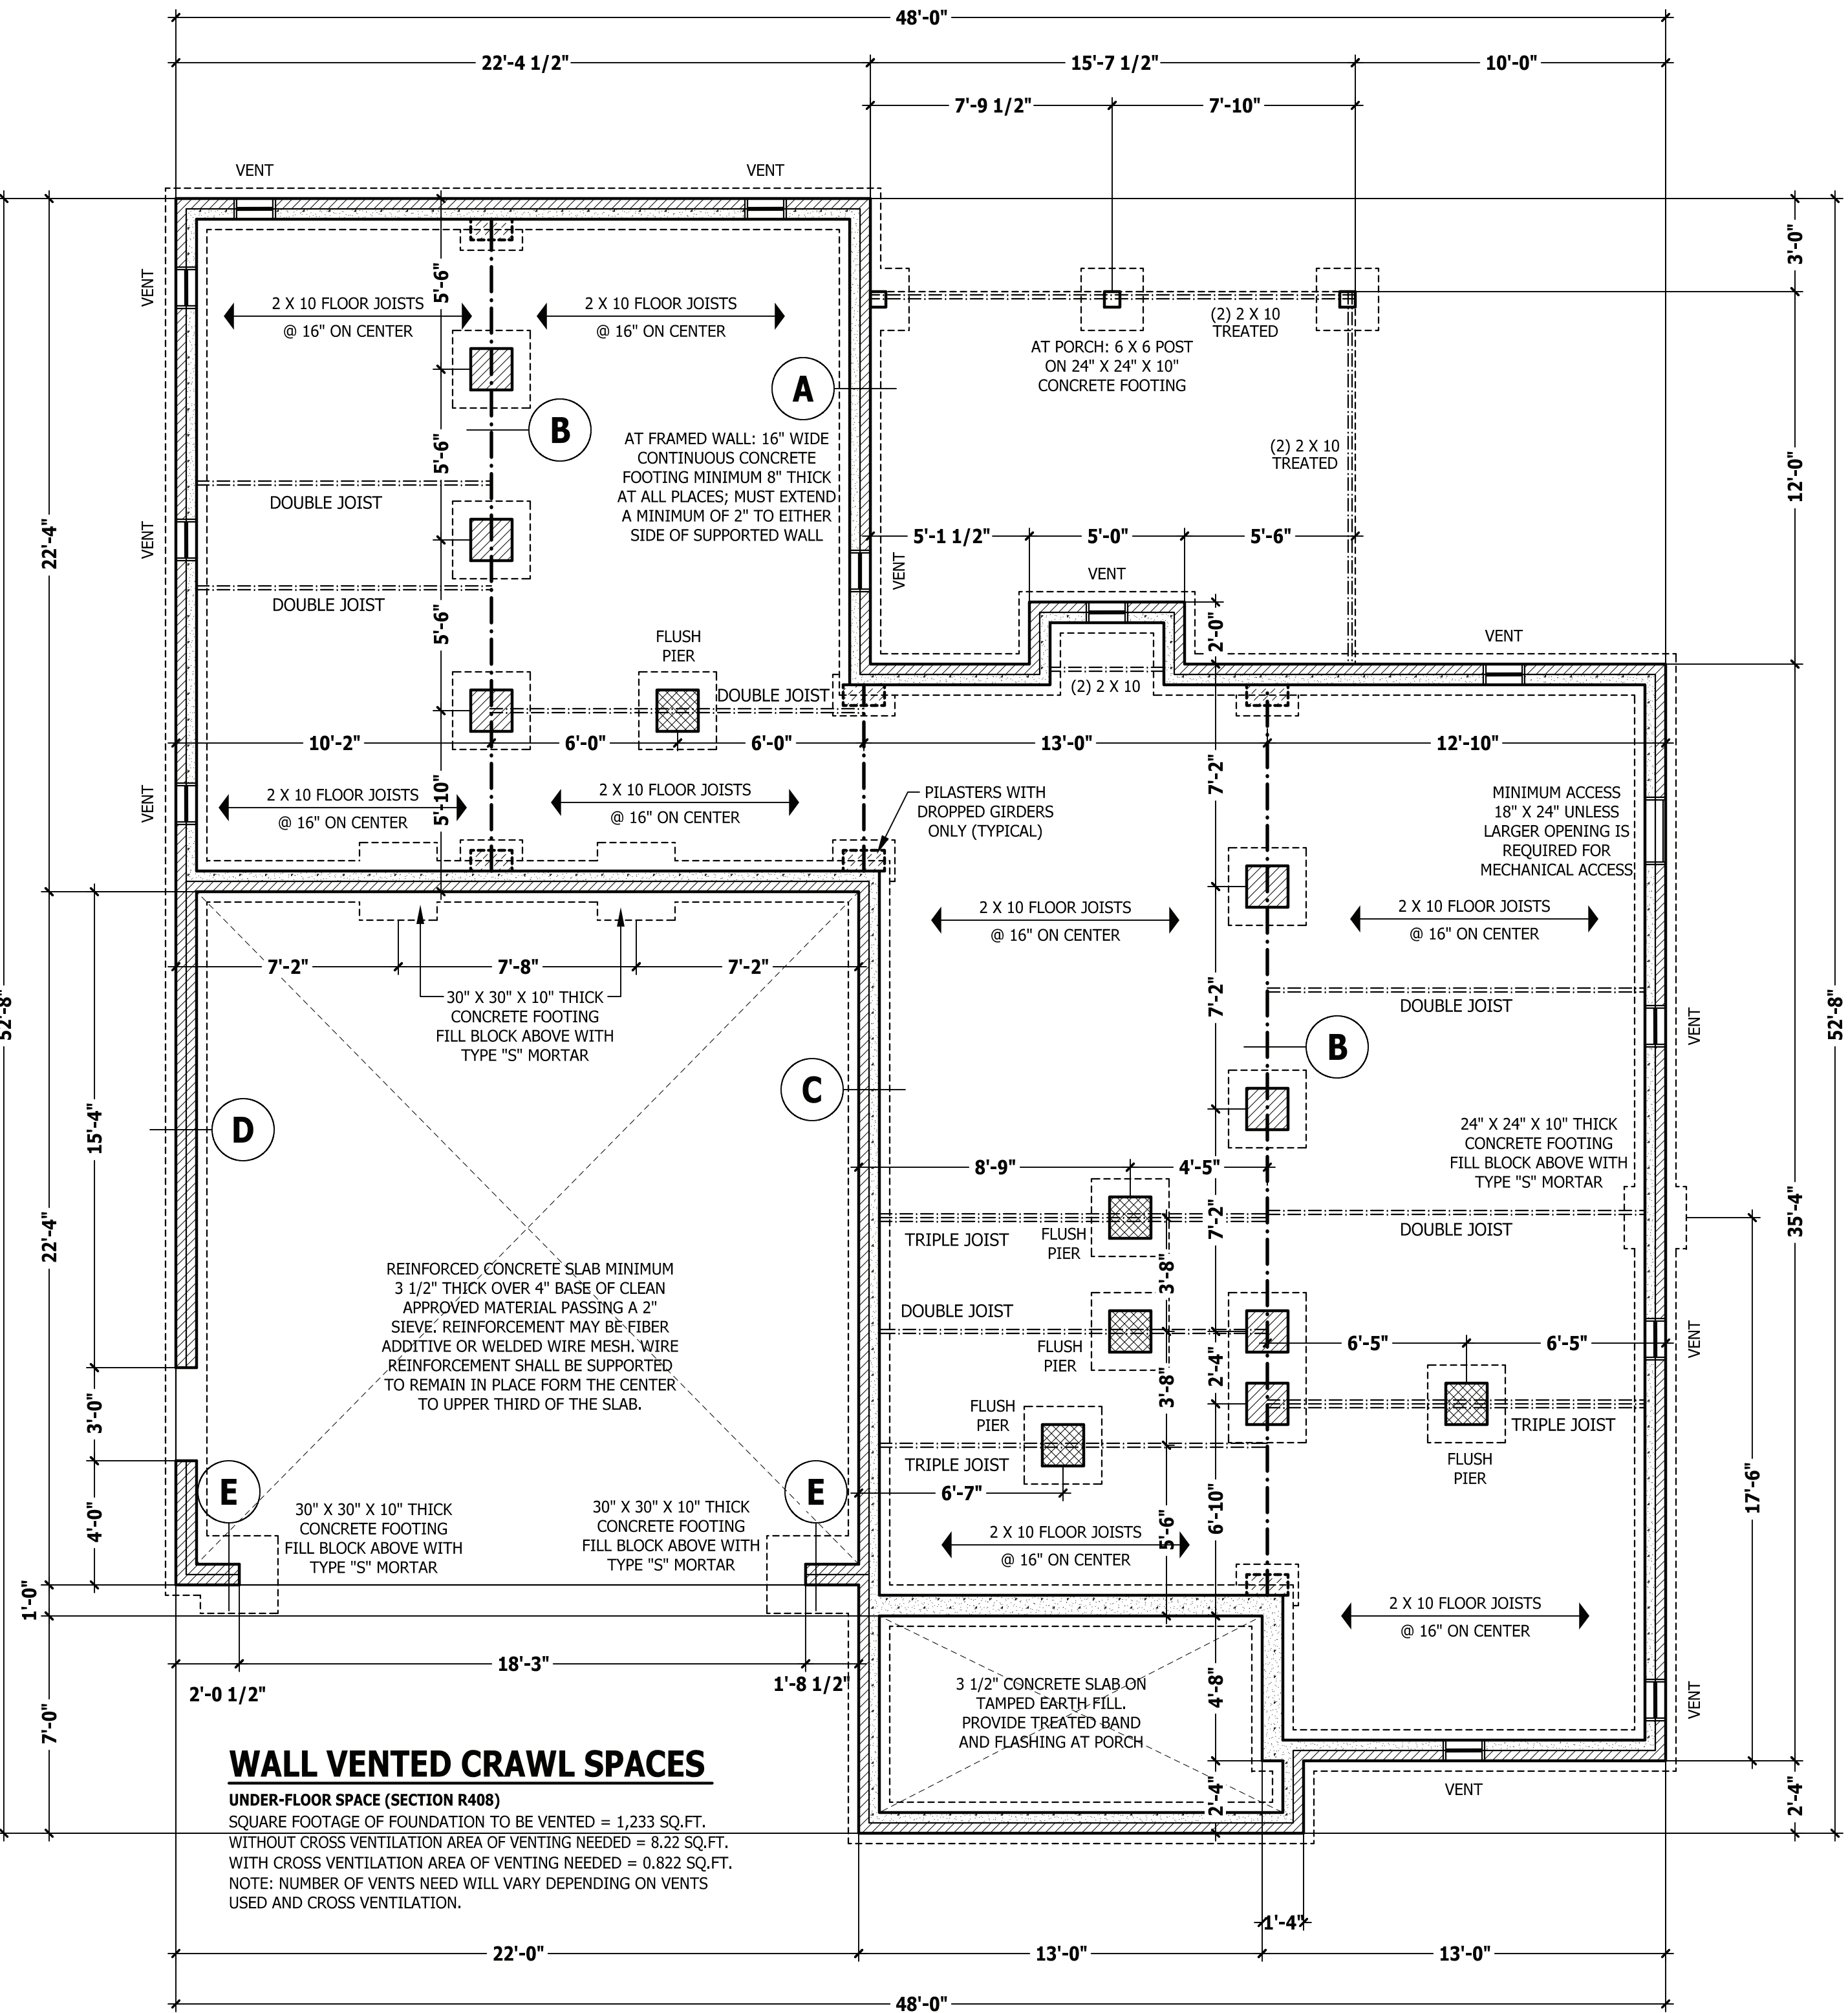 48'-0"
22'-4 1/2"
15'-7 1/2"
10'-0"
7'-9 1/2"
7'-10"
VENT
VENT
3'-0"
VENT
5'-6"
2 X 10 FLOOR JOISTS
@ 16" ON CENTER
2 X 10 FLOOR JOISTS
@ 16" ON CENTER
(2) 2 X 10
TREATED
AT PORCH: 6 X 6 POST
ON 24" X 24" X 10"
CONCRETE FOOTING
A
B
5'-6"
AT FRAMED WALL: 16" WIDE
CONTINUOUS CONCRETE
FOOTING MINIMUM 8" THICK
AT ALL PLACES; MUST EXTEND
A MINIMUM OF 2" TO EITHER
SIDE OF SUPPORTED WALL
(2) 2 X 10
TREATED
12'-0"
DOUBLE JOIST
22'-4"
VENT
5'-1 1/2"
5'-0"
5'-6"
VENT
VENT
DOUBLE JOIST
5'-6"
FLUSH
PIER
2'-0"
VENT
DOUBLE JOIST
(2) 2 X 10
10'-2"
6'-0"
6'-0"
13'-0"
12'-10"
7'-2"
VENT
5'-10"
2 X 10 FLOOR JOISTS
@ 16" ON CENTER
2 X 10 FLOOR JOISTS
@ 16" ON CENTER
PILASTERS WITH
DROPPED GIRDERS
ONLY (TYPICAL)
MINIMUM ACCESS
18" X 24" UNLESS
LARGER OPENING IS
REQUIRED FOR
MECHANICAL ACCESS
2 X 10 FLOOR JOISTS
@ 16" ON CENTER
2 X 10 FLOOR JOISTS
@ 16" ON CENTER
7'-2"
7'-8"
7'-2"
7'-2"
52'-8"
52'-8"
30" X 30" X 10" THICK
CONCRETE FOOTING
FILL BLOCK ABOVE WITH
TYPE "S" MORTAR
DOUBLE JOIST
VENT
B
C
D
15'-4"
24" X 24" X 10" THICK
CONCRETE FOOTING
FILL BLOCK ABOVE WITH
TYPE "S" MORTAR
8'-9"
4'-5"
22'-4"
7'-2"
35'-4"
TRIPLE JOIST
FLUSH
PIER
DOUBLE JOIST
3'-8"
REINFORCED CONCRETE SLAB MINIMUM
3 1/2" THICK OVER 4" BASE OF CLEAN
APPROVED MATERIAL PASSING A 2"
SIEVE. REINFORCEMENT MAY BE FIBER
ADDITIVE OR WELDED WIRE MESH. WIRE
REINFORCEMENT SHALL BE SUPPORTED
TO REMAIN IN PLACE FORM THE CENTER
TO UPPER THIRD OF THE SLAB.
DOUBLE JOIST
FLUSH
PIER
6'-5"
6'-5"
VENT
2'-4"
3'-8"
3'-0"
FLUSH
PIER
TRIPLE JOIST
TRIPLE JOIST
FLUSH
PIER
6'-7"
E
E
4'-0"
30" X 30" X 10" THICK
CONCRETE FOOTING
FILL BLOCK ABOVE WITH
TYPE "S" MORTAR
30" X 30" X 10" THICK
CONCRETE FOOTING
FILL BLOCK ABOVE WITH
TYPE "S" MORTAR
6'-10"
17'-6"
2 X 10 FLOOR JOISTS
@ 16" ON CENTER
5'-6"
1'-0"
2 X 10 FLOOR JOISTS
@ 16" ON CENTER
18'-3"
2'-0 1/2"
1'-8 1/2"
3 1/2" CONCRETE SLAB ON
TAMPED EARTH FILL.
PROVIDE TREATED BAND
AND FLASHING AT PORCH
4'-8"
VENT
7'-0"
WALL VENTED CRAWL SPACES
VENT
2'-4"
2'-4"
UNDER-FLOOR SPACE (SECTION R408)
SQUARE FOOTAGE OF FOUNDATION TO BE VENTED = 1,233 SQ.FT.
WITHOUT CROSS VENTILATION AREA OF VENTING NEEDED = 8.22 SQ.FT.
WITH CROSS VENTILATION AREA OF VENTING NEEDED = 0.822 SQ.FT.
NOTE: NUMBER OF VENTS NEED WILL VARY DEPENDING ON VENTS
USED AND CROSS VENTILATION.
1'-4"
22'-0"
13'-0"
13'-0"
48'-0"